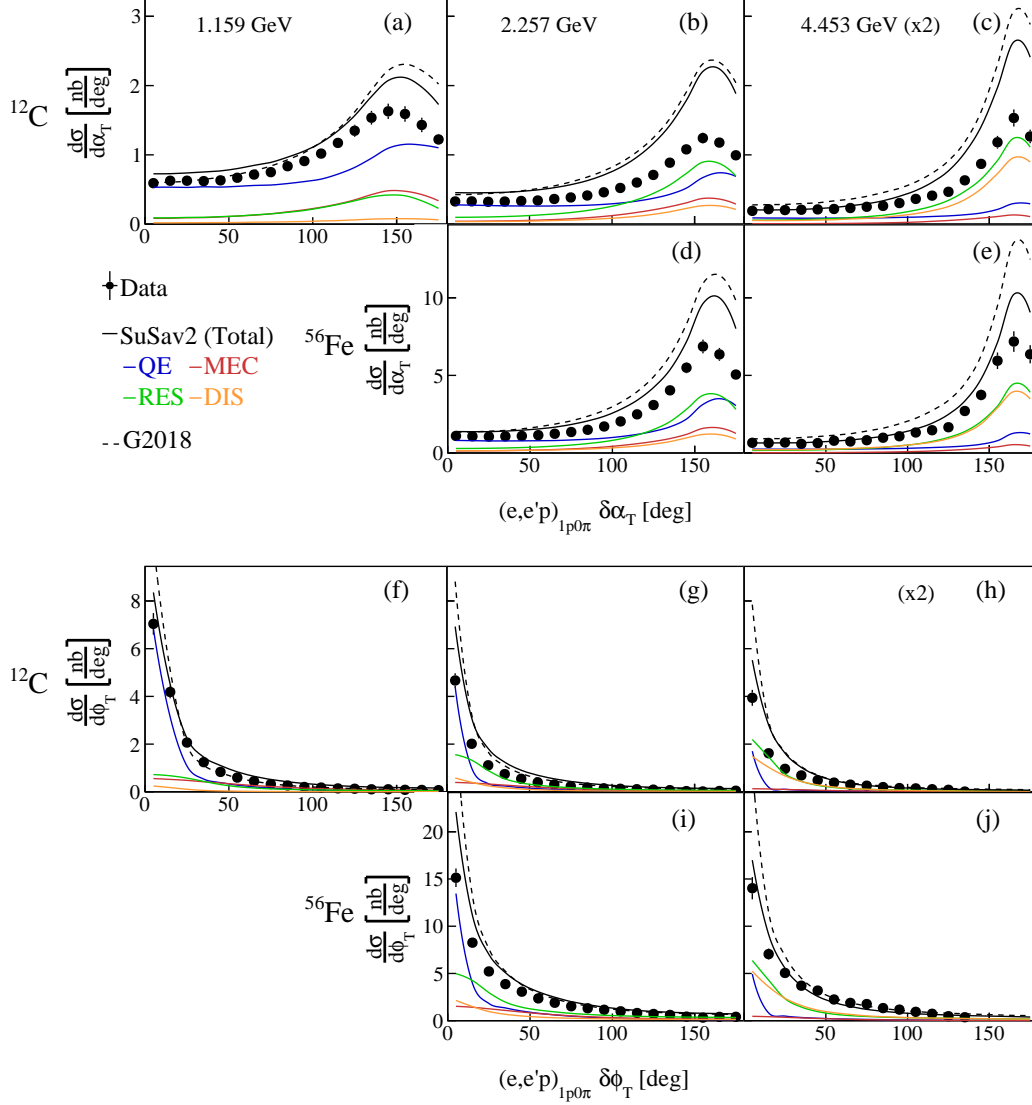 1.159 GeV (a) 2.257 GeV (b) 4.453 GeV (x2) (c)
3
2
1
0
¹²C dσ/dα_T [nb/deg]
0 50 100 150
(d) (e)
10
5
0
⁵⁶Fe dσ/dα_T [nb/deg]
0 50 100 150 0 50 100 150
Data
SuSav2 (Total)
QE MEC
RES DIS
G2018
(e,e'p)_{1p0π} δα_T [deg]
(f) (g) (x2) (h)
8
6
4
2
0
¹²C dσ/dϕ_T [nb/deg]
0 50 100 150
(i) (j)
20
15
10
5
0
⁵⁶Fe dσ/dϕ_T [nb/deg]
0 50 100 150 0 50 100 150
(e,e'p)_{1p0π} δϕ_T [deg]